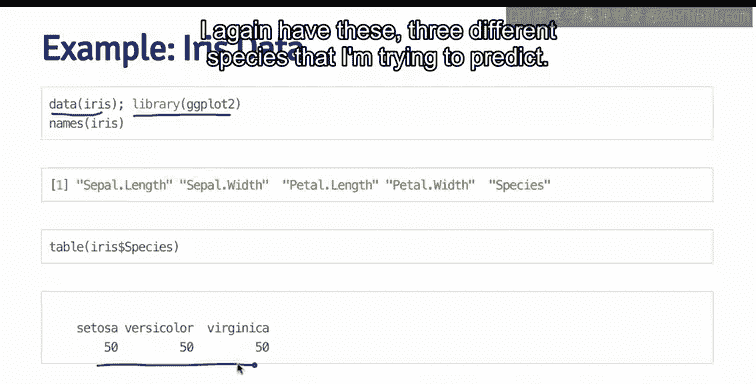 I again have these, three different
species that I'm trying to predict.
Example: Iris Data
data(iris); library(ggplot2)
names(iris)
[1] "Sepal.Length" "Sepal.Width" "Petal.Length" "Petal.Width" "Species"
table(iris$Species)
setosa versicolor virginica
50 50 50